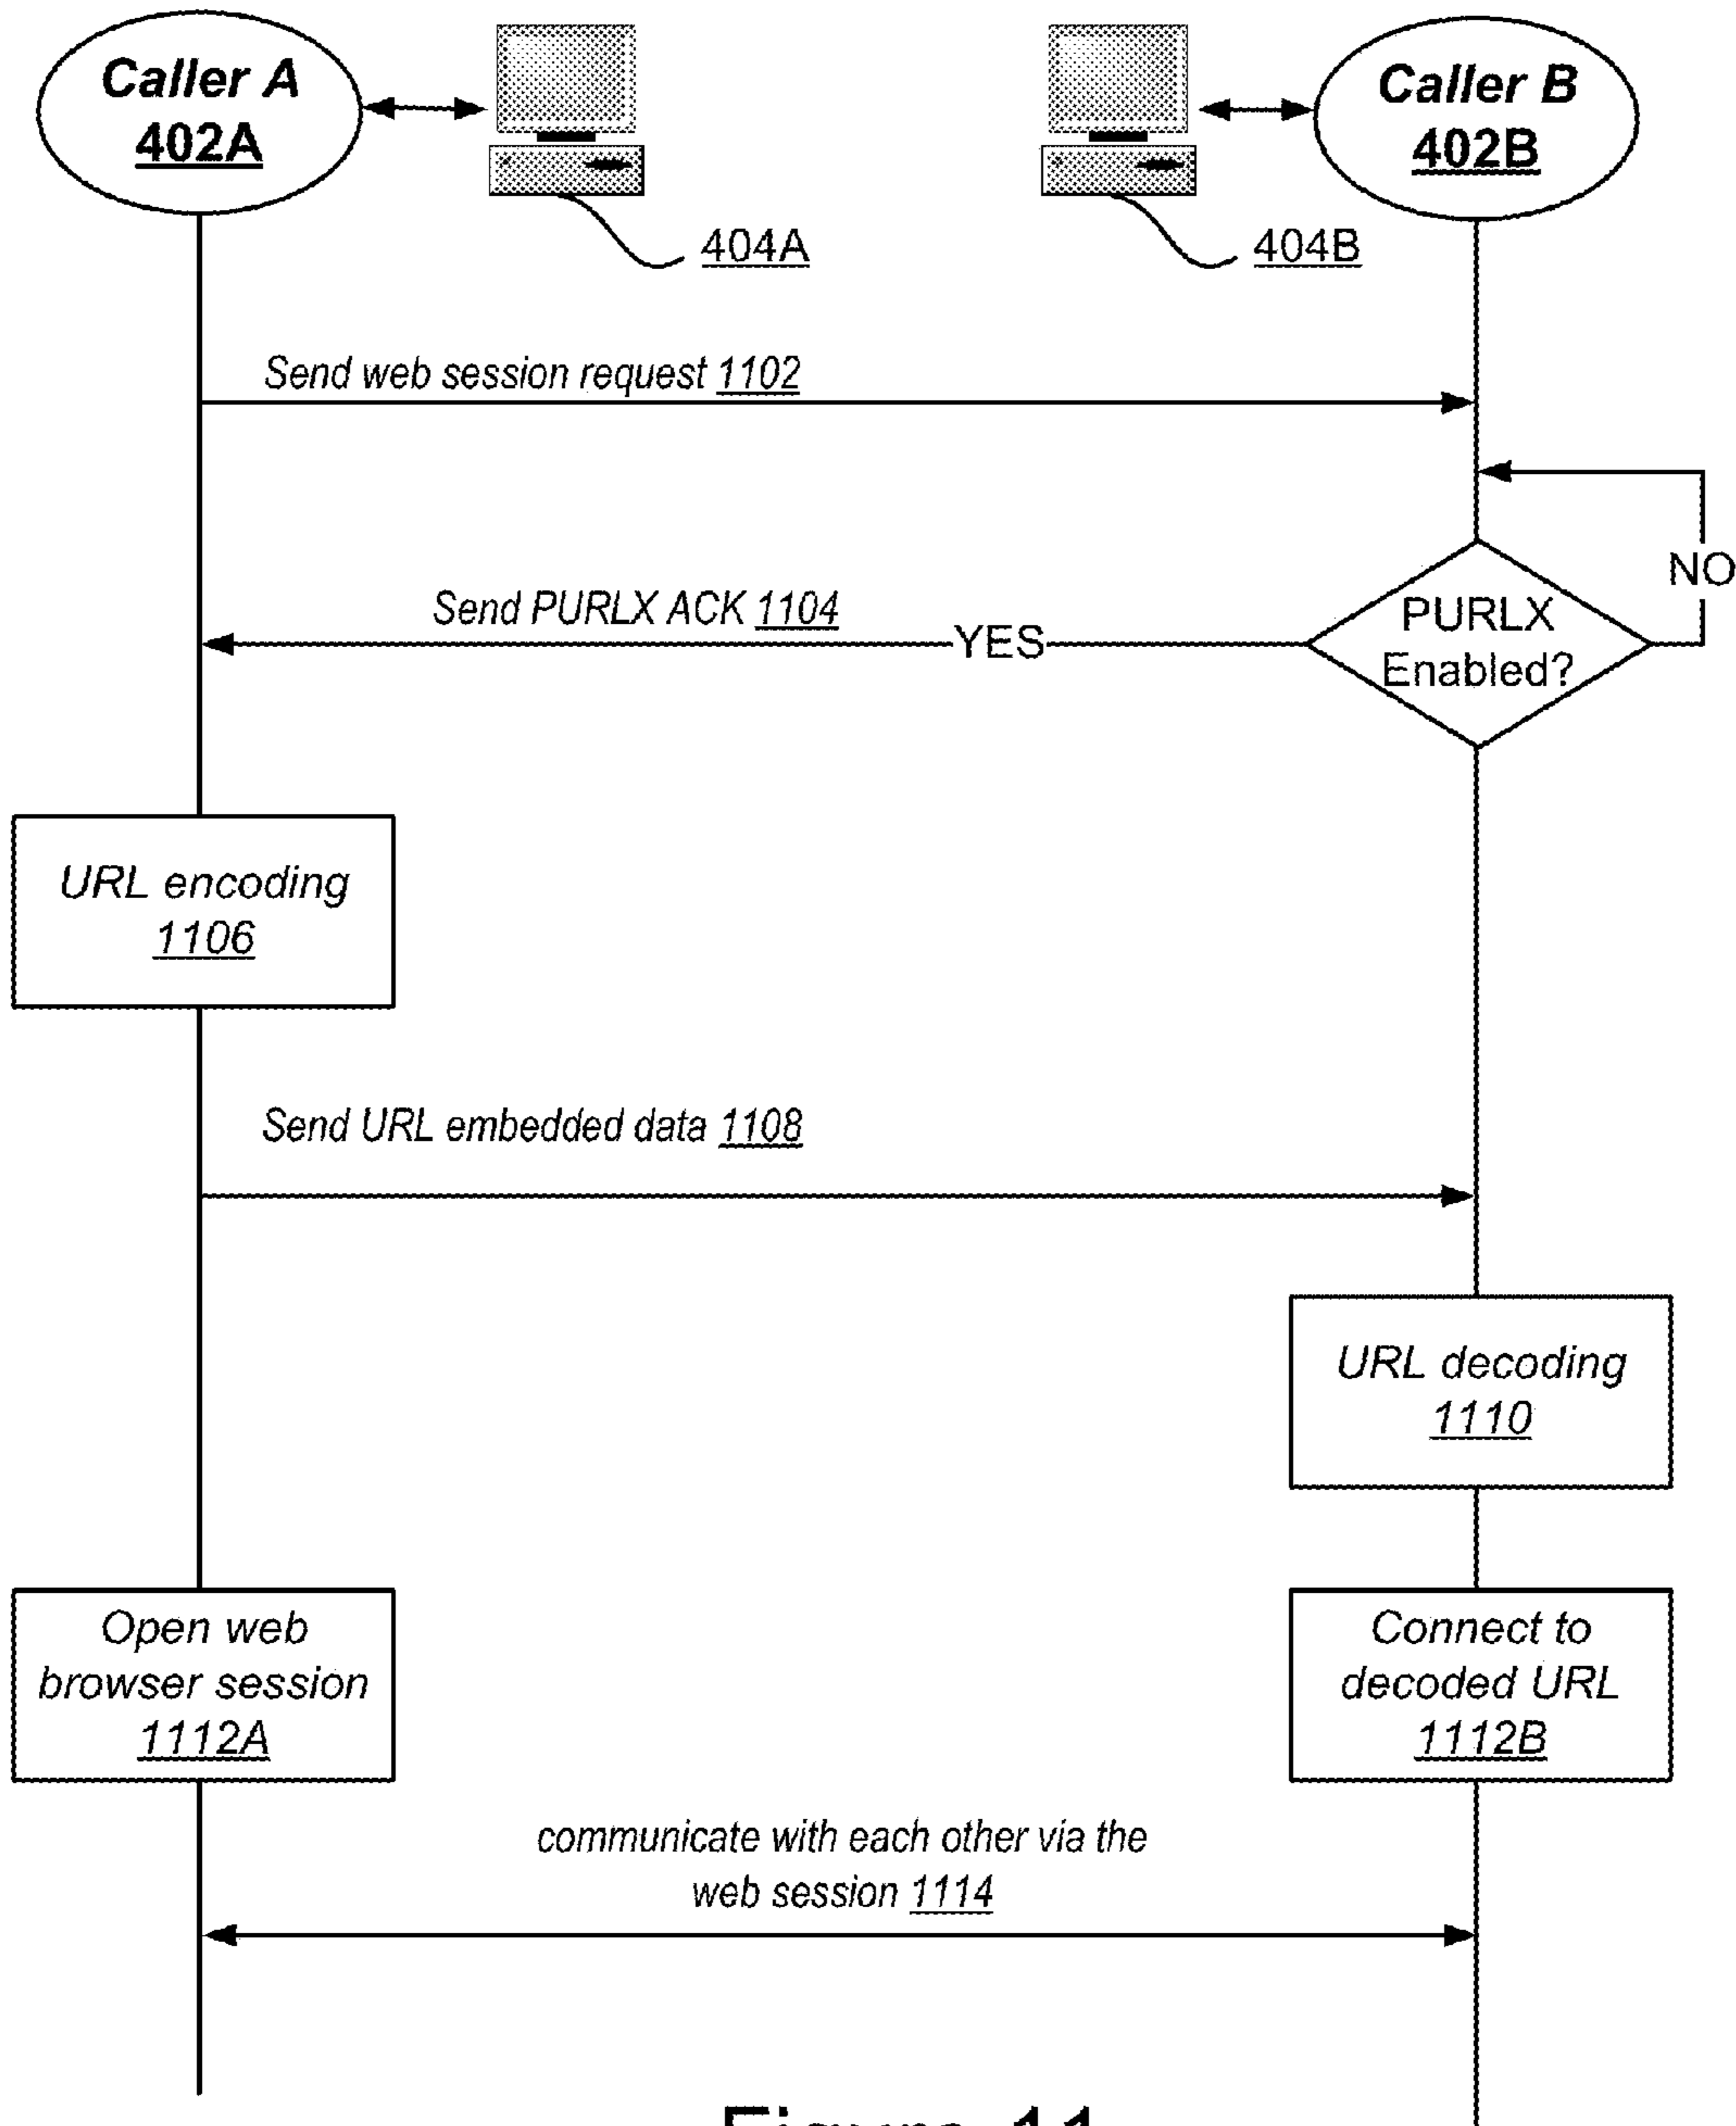 Caller A
402A
Caller B
402B
404A
404B
Send web session request 1102
NO
Send PURLX ACK 1104
YES
PURLX
Enabled?
URL encoding
1106
Send URL embedded data 1108
URL decoding
1110
Open web
browser session
1112A
Connect to
decoded URL
1112B
communicate with each other via the
web session 1114
Figure 11